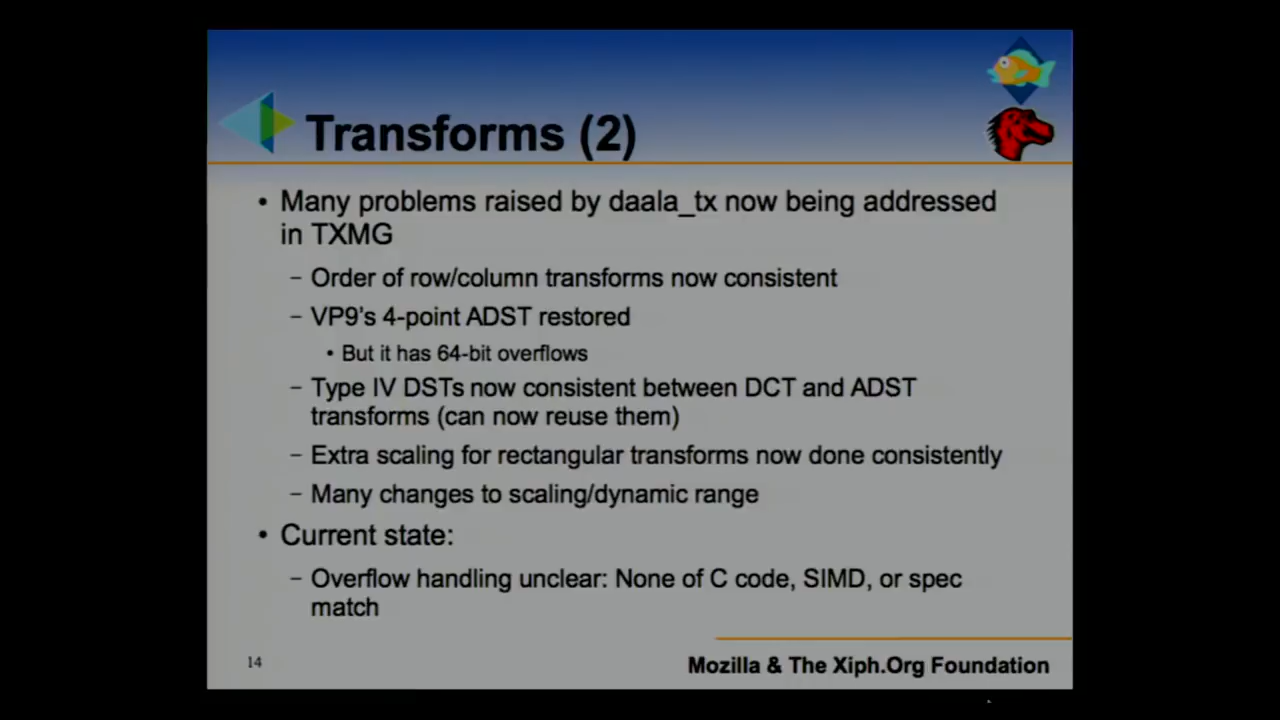 Transforms (2)
• Many problems raised by daala_tx now being addressed
in TXMG
– Order of row/column transforms now consistent
– VP9's 4-point ADST restored
• But it has 64-bit overflows
– Type IV DSTs now consistent between DCT and ADST
transforms (can now reuse them)
– Extra scaling for rectangular transforms now done consistently
– Many changes to scaling/dynamic range
• Current state:
– Overflow handling unclear: None of C code, SIMD, or spec
match
14
Mozilla & The Xiph.Org Foundation